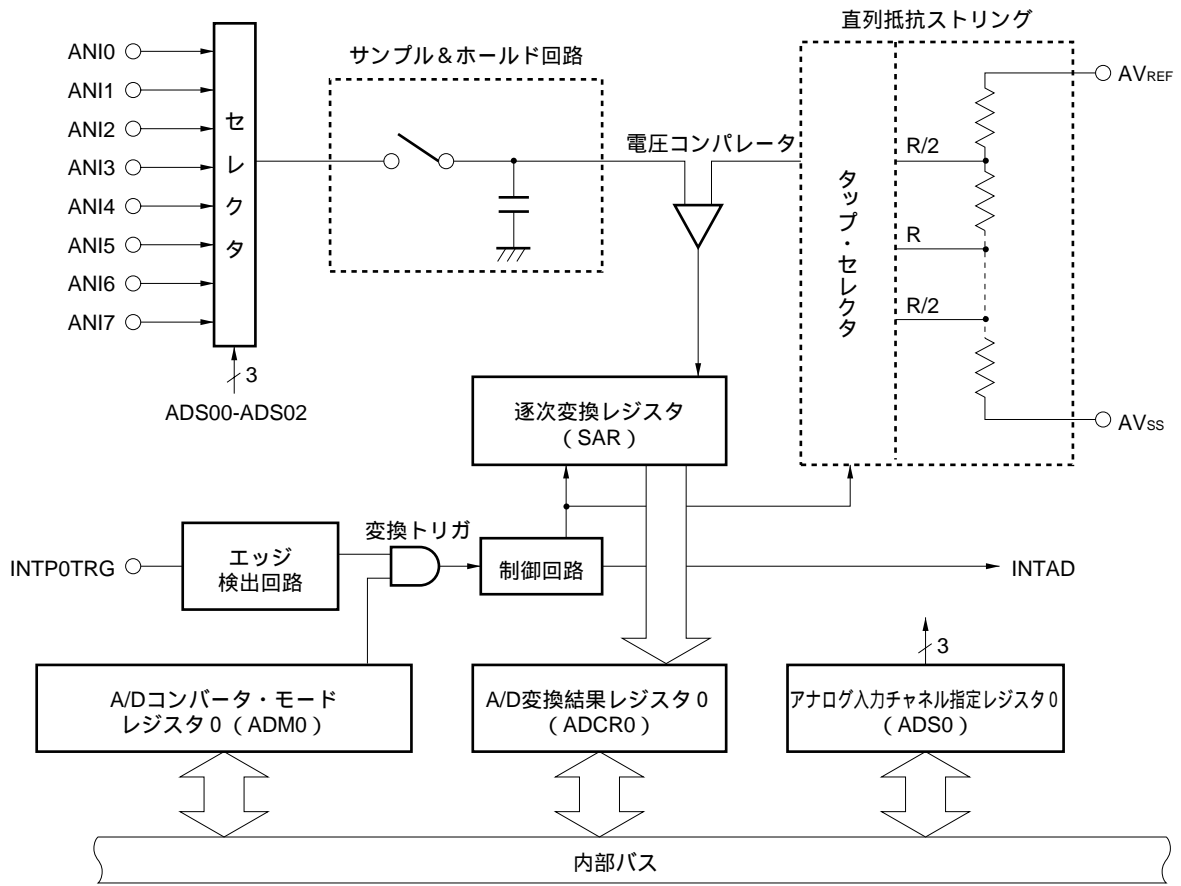 直列抵抗ストリング
サンプル&ホールド回路
ANI0
ANI1
ANI2
ANI3
ANI4
ANI5
ANI6
ANI7
セレクタ
3
ADS00-ADS02
電圧コンパレータ
タップ・セレクタ
R/2
R
R/2
AVREF
AVSS
逐次変換レジスタ
(SAR)
変換トリガ
INTP0TRG
エッジ
検出回路
制御回路
INTAD
3
A/Dコンバータ・モード
レジスタ0(ADM0)
A/D変換結果レジスタ0
(ADCR0)
アナログ入力チャネル指定レジスタ0
(ADS0)
内部バス